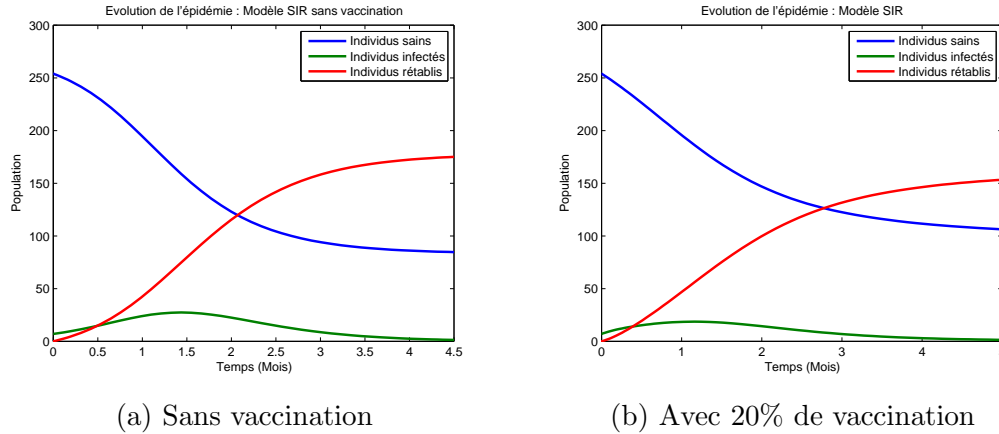 Evolution de l'épidémie : Modèle SIR sans vaccination
300
250
200
150
100
50
0
Population
Individus sains
Individus infectés
Individus rétablis
0 0.5 1 1.5 2 2.5 3 3.5 4 4.5
Temps (Mois)
(a) Sans vaccination
Evolution de l'épidémie : Modèle SIR
300
250
200
150
100
50
0
Population
Individus sains
Individus infectés
Individus rétablis
0 1 2 3 4
Temps (Mois)
(b) Avec 20% de vaccination